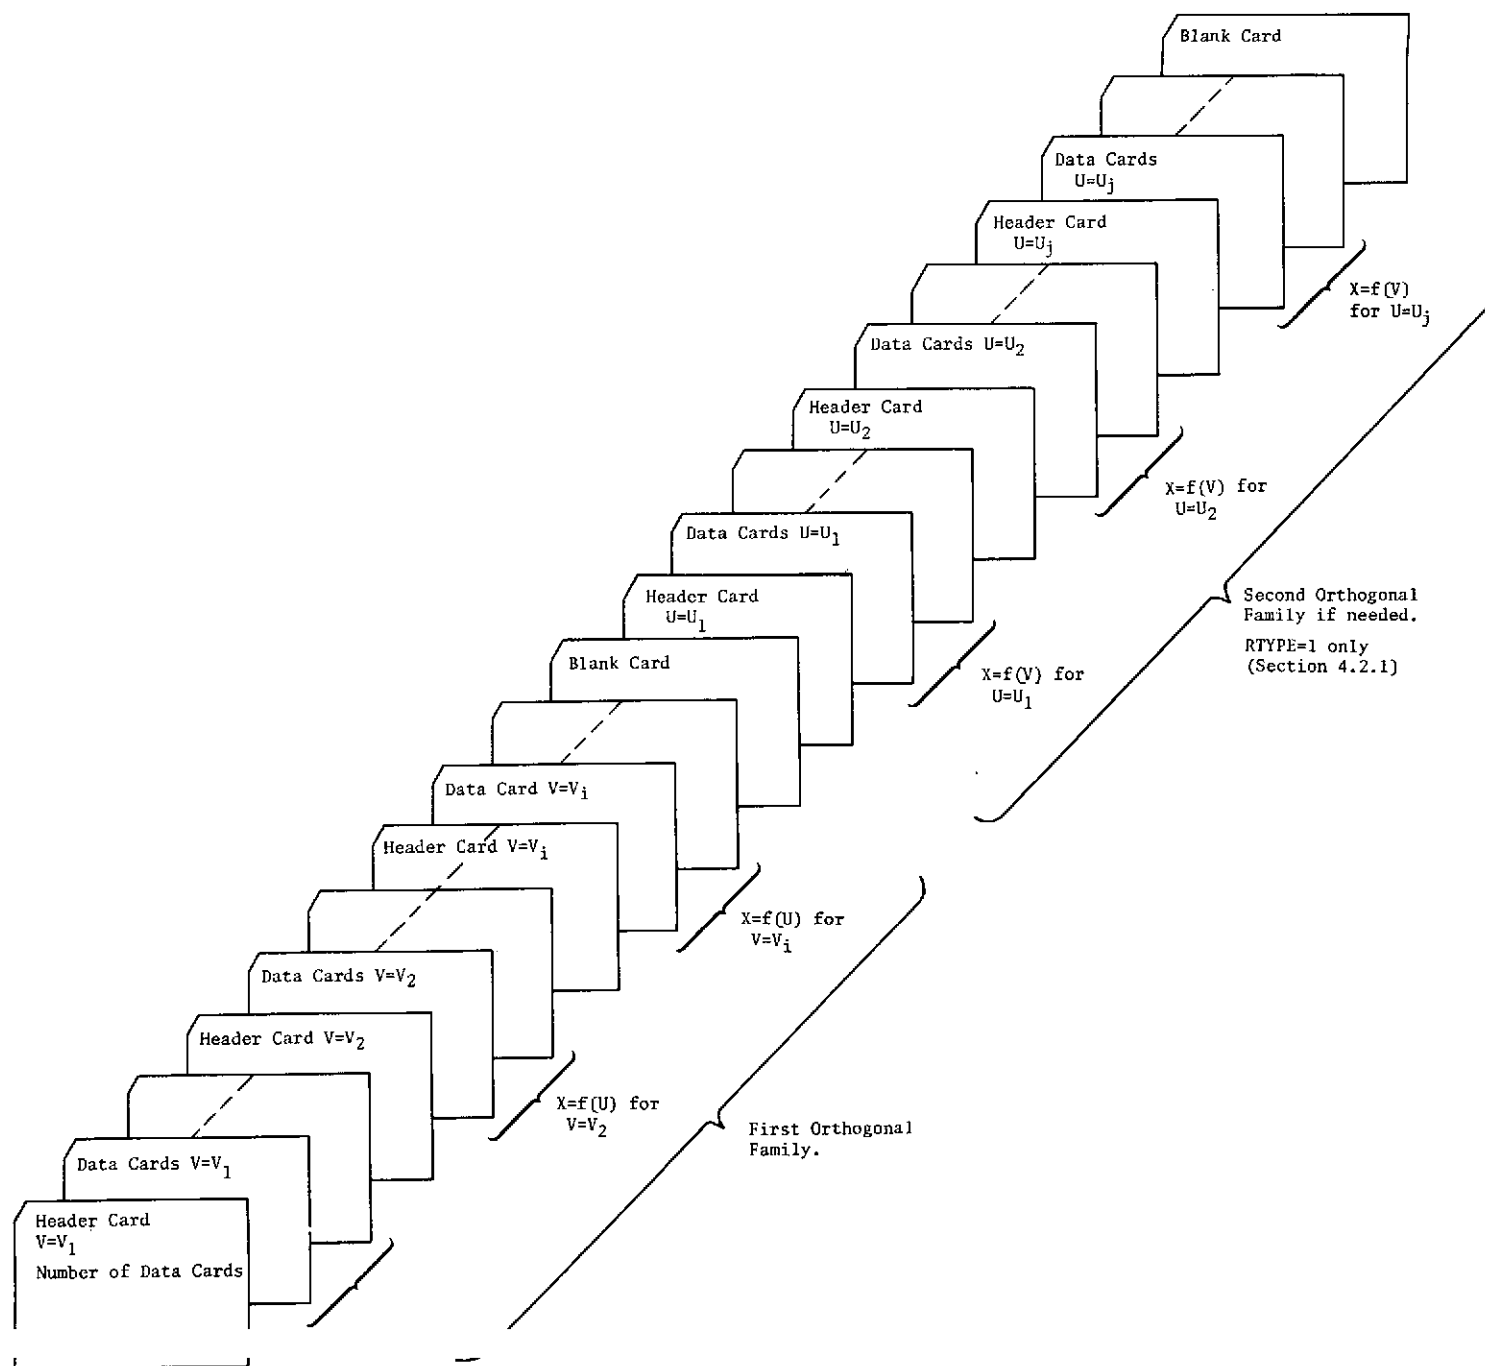 Blank Card
Data Cards
U=Uj
Header Card
U=Uj
X=f(V)
for U=Uj
Data Cards U=U2
Header Card
U=U2
X=f(V) for
U=U2
Data Cards U=U1
Header Card
U=U1
X=f(V) for
U=U1
Second Orthogonal
Family if needed.
RTYPE=1 only
(Section 4.2.1)
Blank Card
Data Card V=Vi
Header Card V=Vi
X=f(U) for
V=Vi
Data Cards V=V2
Header Card V=V2
X=f(U) for
V=V2
First Orthogonal
Family.
Data Cards V=V1
Header Card
V=V1
Number of Data Cards